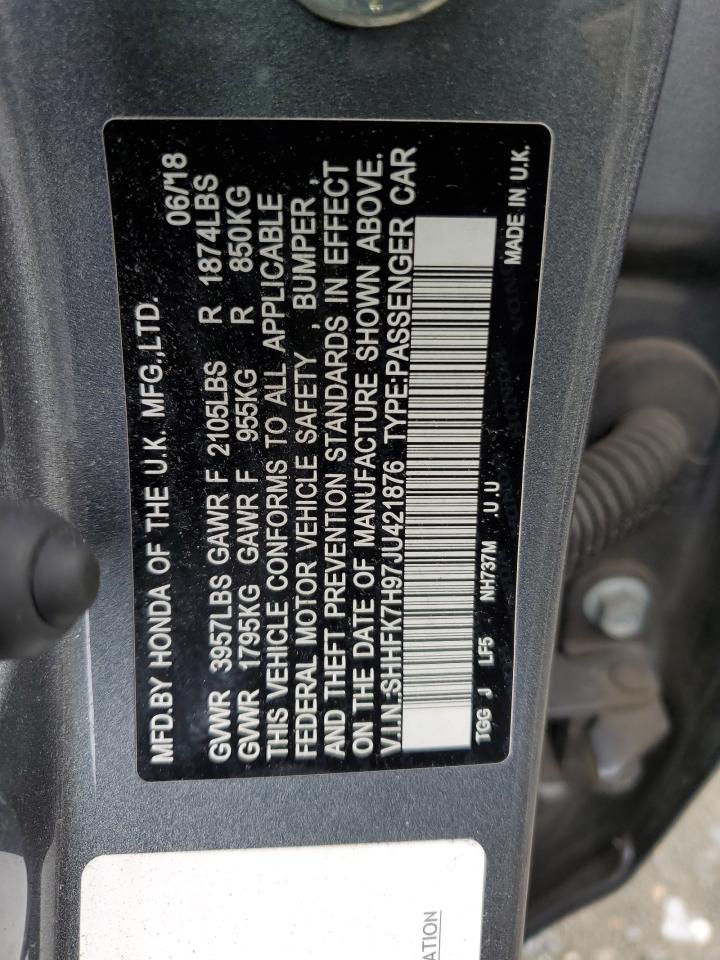 MFD.BY HONDA OF THE U.K. MFG.,LTD. 06/18
GVWR 3957LBS GAWR F 2105LBS R 1874LBS
GVWR 1795KG GAWR F 955KG R 850KG
THIS VEHICLE CONFORMS TO ALL APPLICABLE
FEDERAL MOTOR VEHICLE SAFETY , BUMPER ,
AND THEFT PREVENTION STANDARDS IN EFFECT
ON THE DATE OF MANUFACTURE SHOWN ABOVE.
V.I.N.:SHHFK7H97JU421876 TYPE:PASSENGER CAR
TGG J LF5 NH737M .U .U MADE IN U.K.
ATION